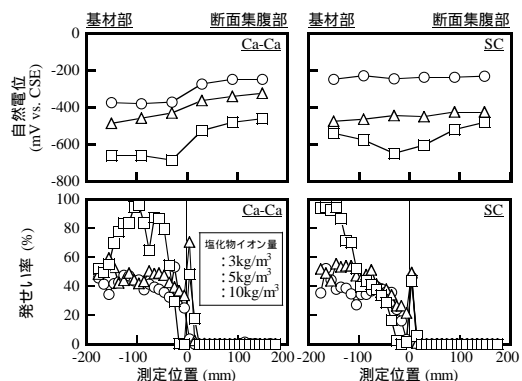 基材部 断面集腹部 基材部 断面集腹部
0
-200
-400
-600
-800
自然電位
(mV vs. CSE)
Ca-Ca
SC
100
80
60
40
20
0
発せい率 (%)
Ca-Ca
塩化物イオン量
:3kg/m3
:5kg/m3
:10kg/m3
SC
-200 -100 0 100 200
-200 -100 0 100 200
測定位置 (mm) 測定位置 (mm)